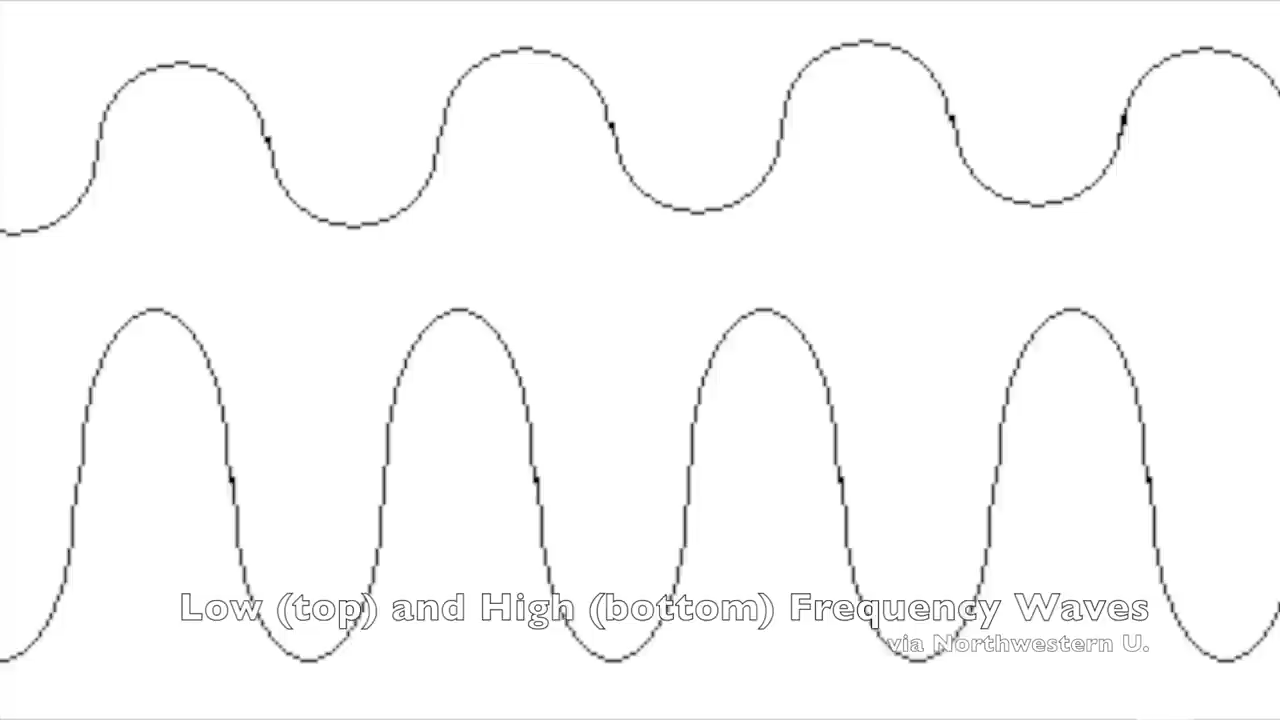 Low (top) and High (bottom) Frequency Waves
via Northwestern U.